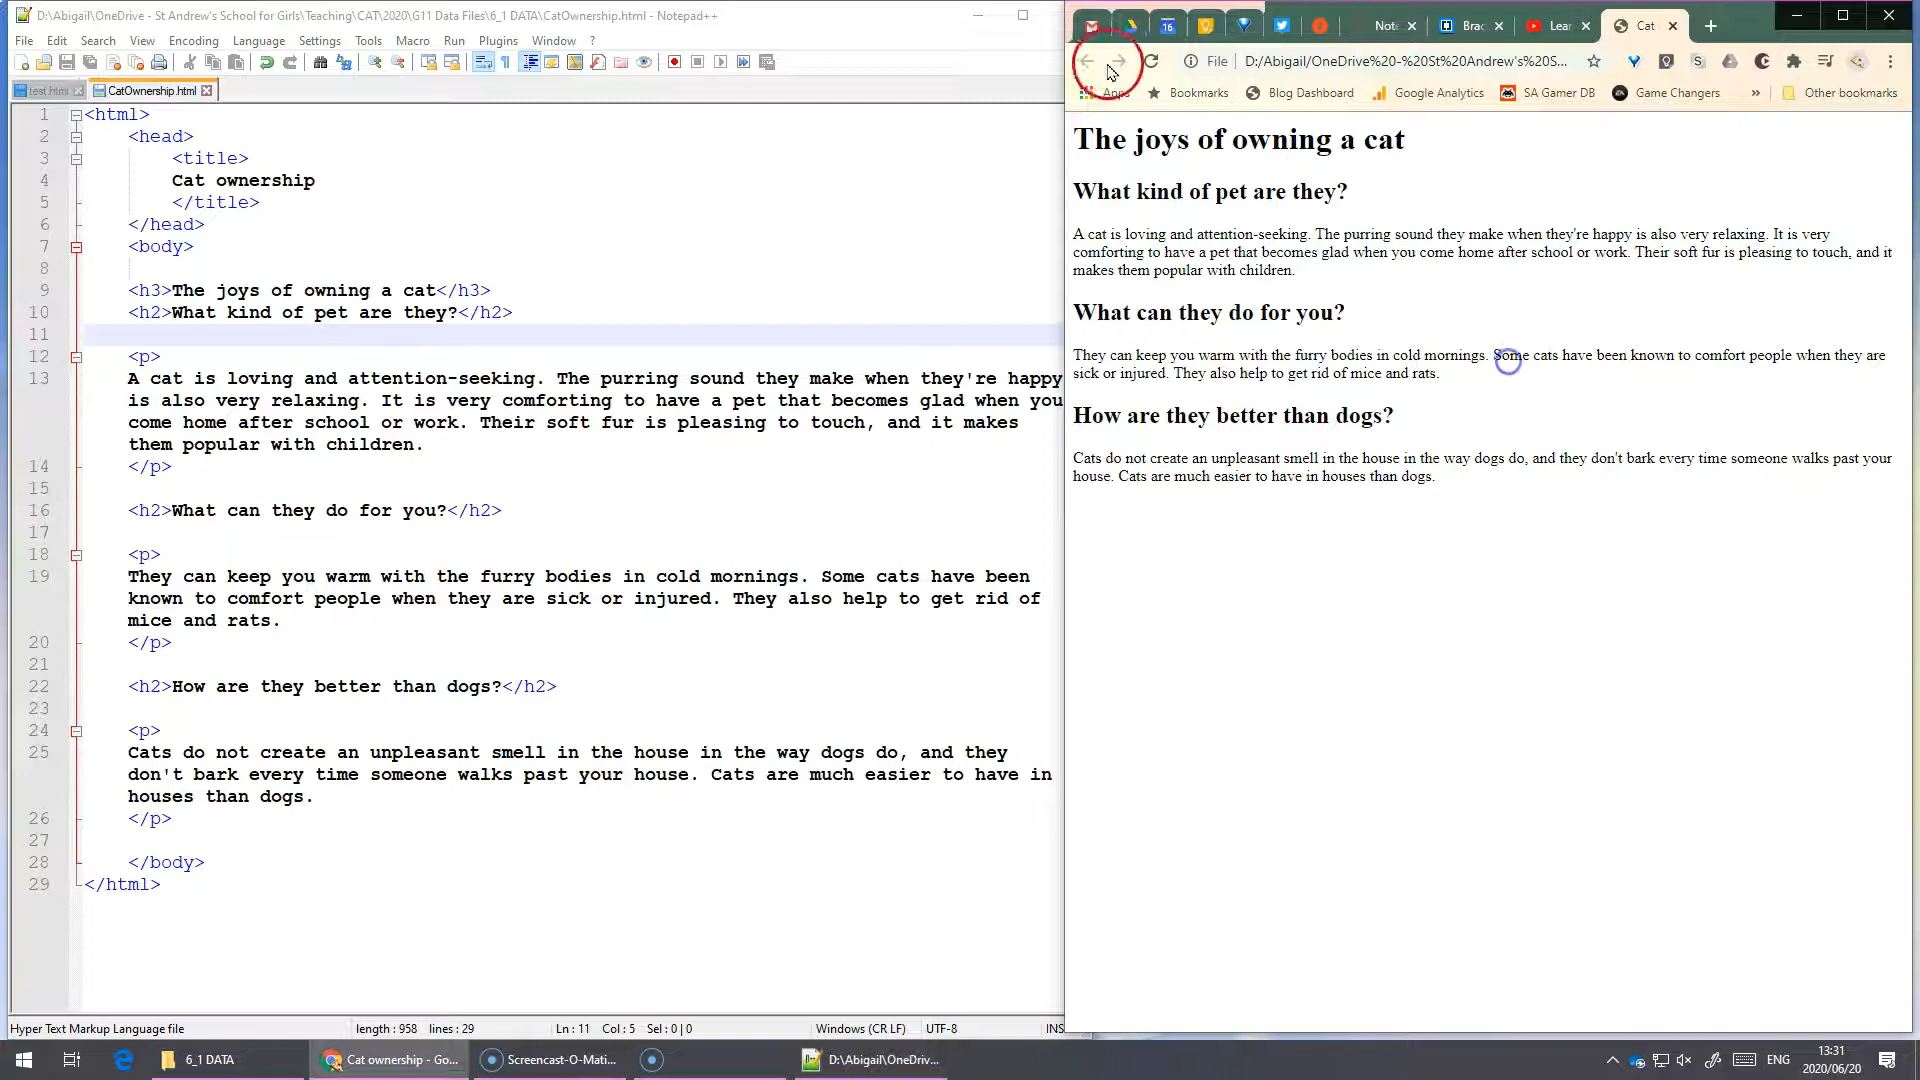 D:\Abigail\OneDrive - St Andrew's School for Girls\Teaching\CAT\2020\G11 Data Files\6_1 DATA\CatOwnership.html - Notepad++
File Edit Search View Encoding Language Settings Tools Macro Run Plugins Window ?
test.html CatOwnership.html
1 <html>
2 <head>
3 <title>
4 Cat ownership
5 </title>
6 </head>
7 <body>
8
9 <h3>The joys of owning a cat</h3>
10 <h2>What kind of pet are they?</h2>
11
12 <p>
13 A cat is loving and attention-seeking. The purring sound they make when they're happy
is also very relaxing. It is very comforting to have a pet that becomes glad when you
come home after school or work. Their soft fur is pleasing to touch, and it makes
them popular with children.
14 </p>
15
16 <h2>What can they do for you?</h2>
17
18 <p>
19 They can keep you warm with the furry bodies in cold mornings. Some cats have been
known to comfort people when they are sick or injured. They also help to get rid of
mice and rats.
20 </p>
21
22 <h2>How are they better than dogs?</h2>
23
24 <p>
25 Cats do not create an unpleasant smell in the house in the way dogs do, and they
don't bark every time someone walks past your house. Cats are much easier to have in
houses than dogs.
26 </p>
27
28 </body>
29 </html>
Hyper Text Markup Language file length : 958 lines : 29 Ln : 11 Col : 5 Sel : 0 | 0 Windows (CR LF) UTF-8 INS
16 Note Brac Lear Cat
File D:/Abigail/OneDrive%20-%20St%20Andrew's%20S...
Apps Bookmarks Blog Dashboard Google Analytics SA Gamer DB Game Changers » Other bookmarks
The joys of owning a cat
What kind of pet are they?
A cat is loving and attention-seeking. The purring sound they make when they're happy is also very relaxing. It is very
comforting to have a pet that becomes glad when you come home after school or work. Their soft fur is pleasing to touch, and it
makes them popular with children.
What can they do for you?
They can keep you warm with the furry bodies in cold mornings. Some cats have been known to comfort people when they are
sick or injured. They also help to get rid of mice and rats.
How are they better than dogs?
Cats do not create an unpleasant smell in the house in the way dogs do, and they don't bark every time someone walks past your
house. Cats are much easier to have in houses than dogs.
6_1 DATA Cat ownership - Go... Screencast-O-Mati... D:\Abigail\OneDriv... ENG 13:31
2020/06/20